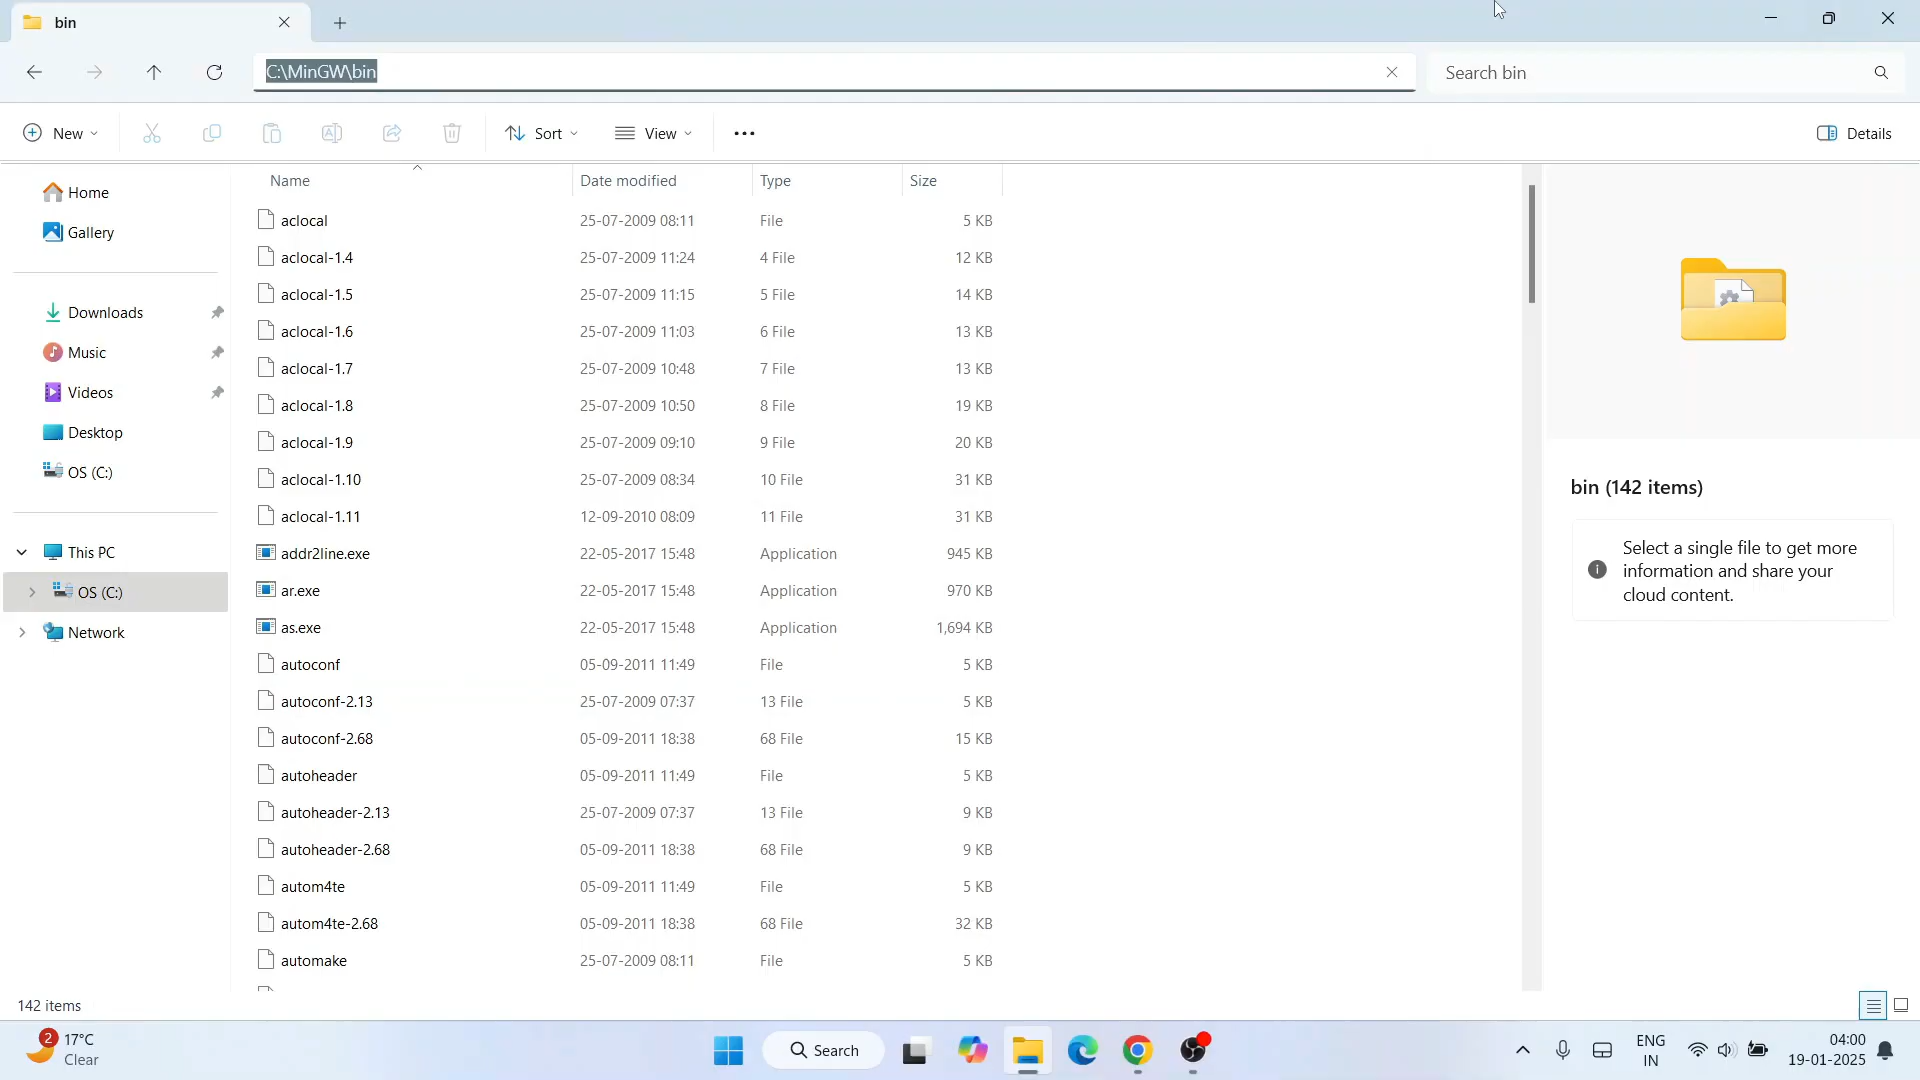 bin
C:\MinGW\bin
Search bin
New
Sort
View
Details
Name Date modified Type Size
aclocal 25-07-2009 08:11 File 5 KB
aclocal-1.4 25-07-2009 11:24 4 File 12 KB
aclocal-1.5 25-07-2009 11:15 5 File 14 KB
aclocal-1.6 25-07-2009 11:03 6 File 13 KB
aclocal-1.7 25-07-2009 10:48 7 File 13 KB
aclocal-1.8 25-07-2009 10:50 8 File 19 KB
aclocal-1.9 25-07-2009 09:10 9 File 20 KB
aclocal-1.10 25-07-2009 08:34 10 File 31 KB
aclocal-1.11 12-09-2010 08:09 11 File 31 KB
addr2line.exe 22-05-2017 15:48 Application 945 KB
ar.exe 22-05-2017 15:48 Application 970 KB
as.exe 22-05-2017 15:48 Application 1,694 KB
autoconf 05-09-2011 11:49 File 5 KB
autoconf-2.13 25-07-2009 07:37 13 File 5 KB
autoconf-2.68 05-09-2011 18:38 68 File 15 KB
autoheader 05-09-2011 11:49 File 5 KB
autoheader-2.13 25-07-2009 07:37 13 File 9 KB
autoheader-2.68 05-09-2011 18:38 68 File 9 KB
autom4te 05-09-2011 11:49 File 5 KB
autom4te-2.68 05-09-2011 18:38 68 File 32 KB
automake 25-07-2009 08:11 File 5 KB
Home
Gallery
Downloads
Music
Videos
Desktop
OS (C:)
This PC
OS (C:)
Network
bin (142 items)
Select a single file to get more
information and share your
cloud content.
142 items
2
17°C
Clear
Search
ENG
IN
04:00
19-01-2025